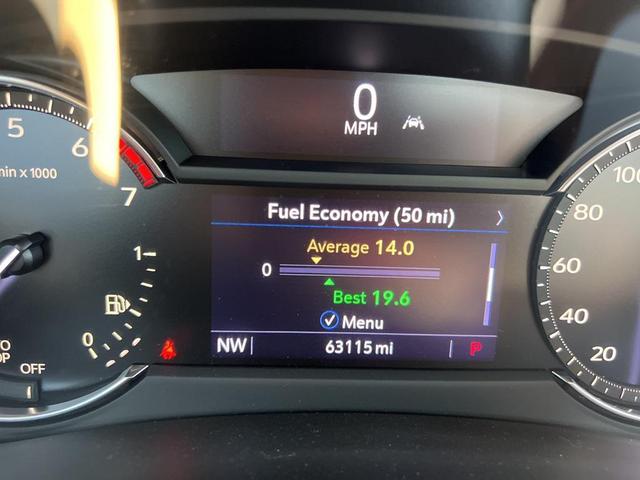 0
MPH
5
6
7
min x 1000
1
0
OFF
Fuel Economy (50 mi)
Average 14.0
0
Best 19.6
Menu
NW
63115 mi
P
100
80
60
40
20